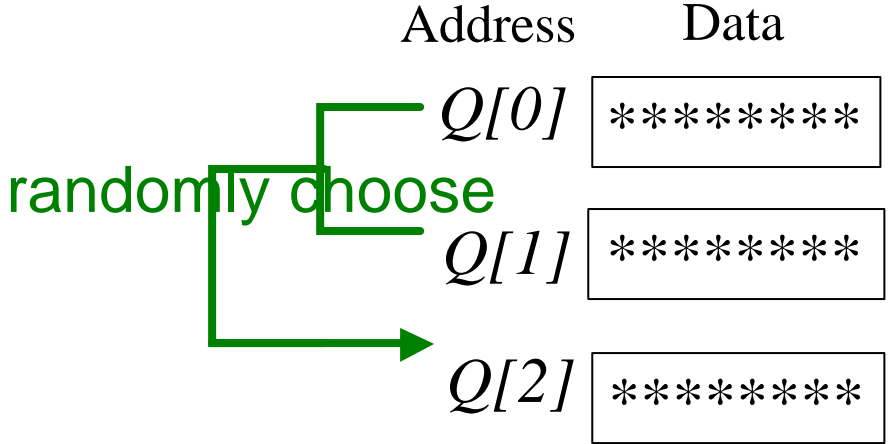 Address Data
Q[0] ********
randomly choose
Q[1] ********
Q[2] ********